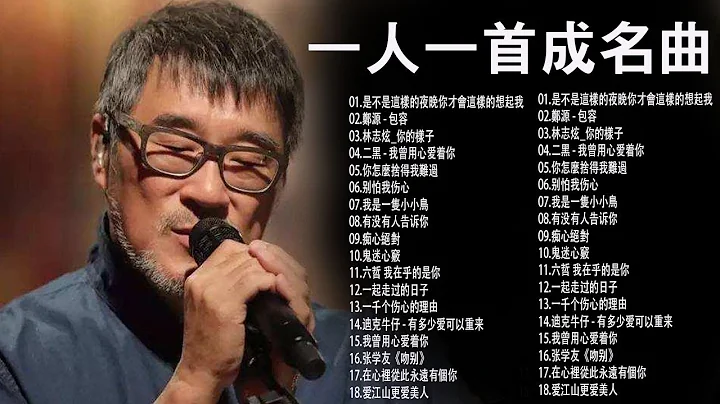 一人一首成名曲
01.是不是這樣的夜晚你才會這樣的想起我
02.鄭源 - 包容
03.林志炫_你的樣子
04.二黑 - 我曾用心爱着你
05.你怎麼捨得我難過
06.别怕我伤心
07.我是一隻小小鳥
08.有没有人告诉你
09.痴心絕對
10.鬼迷心竅
11.六哲 我在乎的是你
12.一起走过的日子
13.一千个伤心的理由
14.迪克牛仔 - 有多少愛可以重来
15.我曾用心爱着你
16.张学友《吻别》
17.在心裡從此永遠有個你
18.爱江山更爱美人
01.是不是這樣的夜晚你才會這樣的想起我
02.鄭源 - 包容
03.林志炫_你的樣子
04.二黑 - 我曾用心爱着你
05.你怎麼捨得我難過
06.别怕我伤心
07.我是一隻小小鳥
08.有没有人告诉你
09.痴心絕對
10.鬼迷心竅
11.六哲 我在乎的是你
12.一起走过的日子
13.一千个伤心的理由
14.迪克牛仔 - 有多少愛可以重来
15.我曾用心爱着你
16.张学友《吻别》
17.在心裡從此永遠有個你
18.爱江山更爱美人